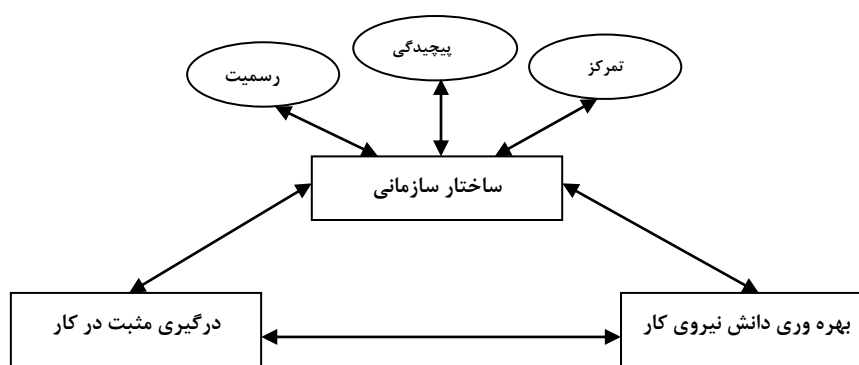 پیچیدگی
تمرکز
رسمیت
ساختار سازمانی
بهره وری دانش نیروی کار
درگیری مثبت در کار